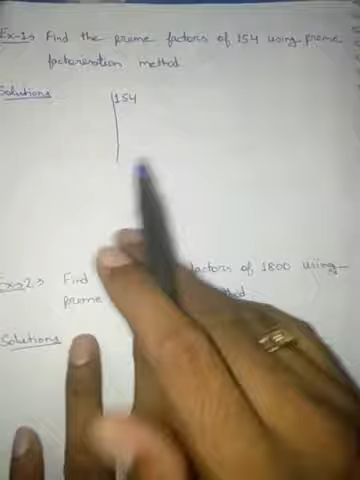 Ex-1> Find the prime factors of 154 using prime
factorisation method.
Solutions
154
Ex-2> Find factors of 1800 using
prime method
Solutions